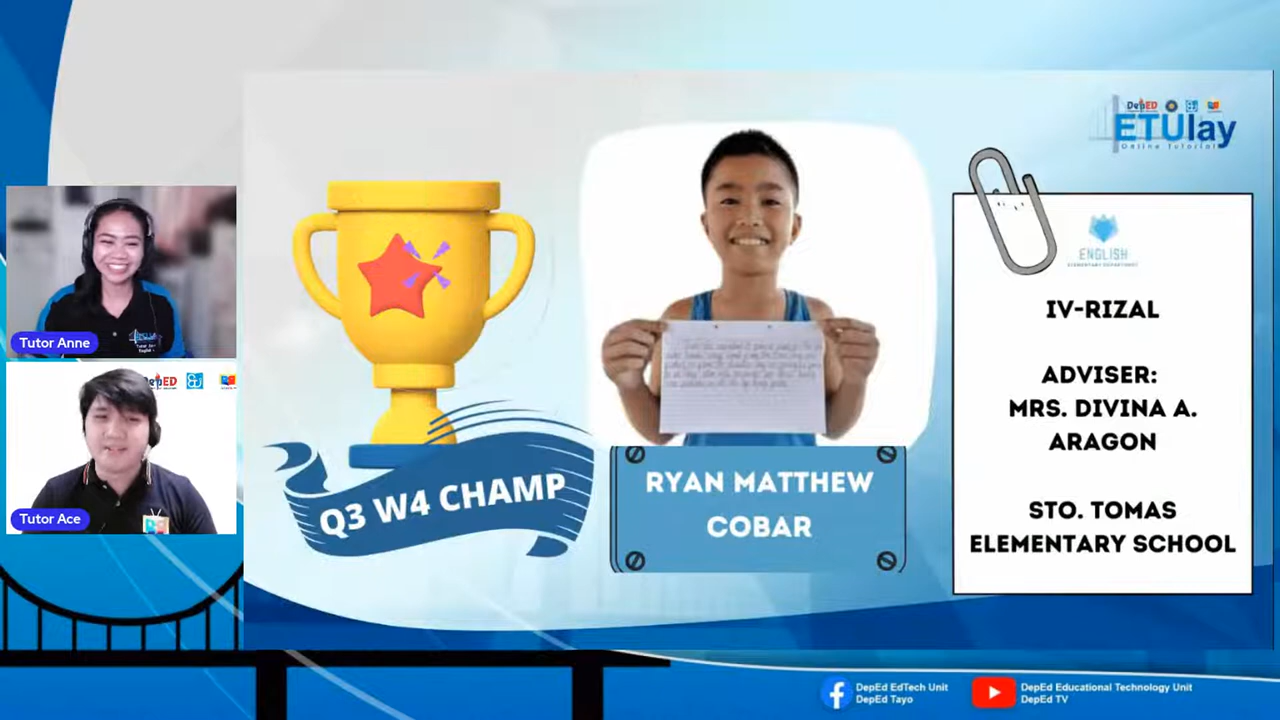 DepED
ETUlay
Online Tutorial
ENGLISH
ELEMENTARY DEPARTMENT
IV-RIZAL
ADVISER:
MRS. DIVINA A.
ARAGON
STO. TOMAS
ELEMENTARY SCHOOL
Q3 W4 CHAMP
RYAN MATTHEW
COBAR
Tutor Anne
DepED
Tutor Ace
DepEd EdTech Unit
DepEd Tayo
DepEd Educational Technology Unit
DepEd TV